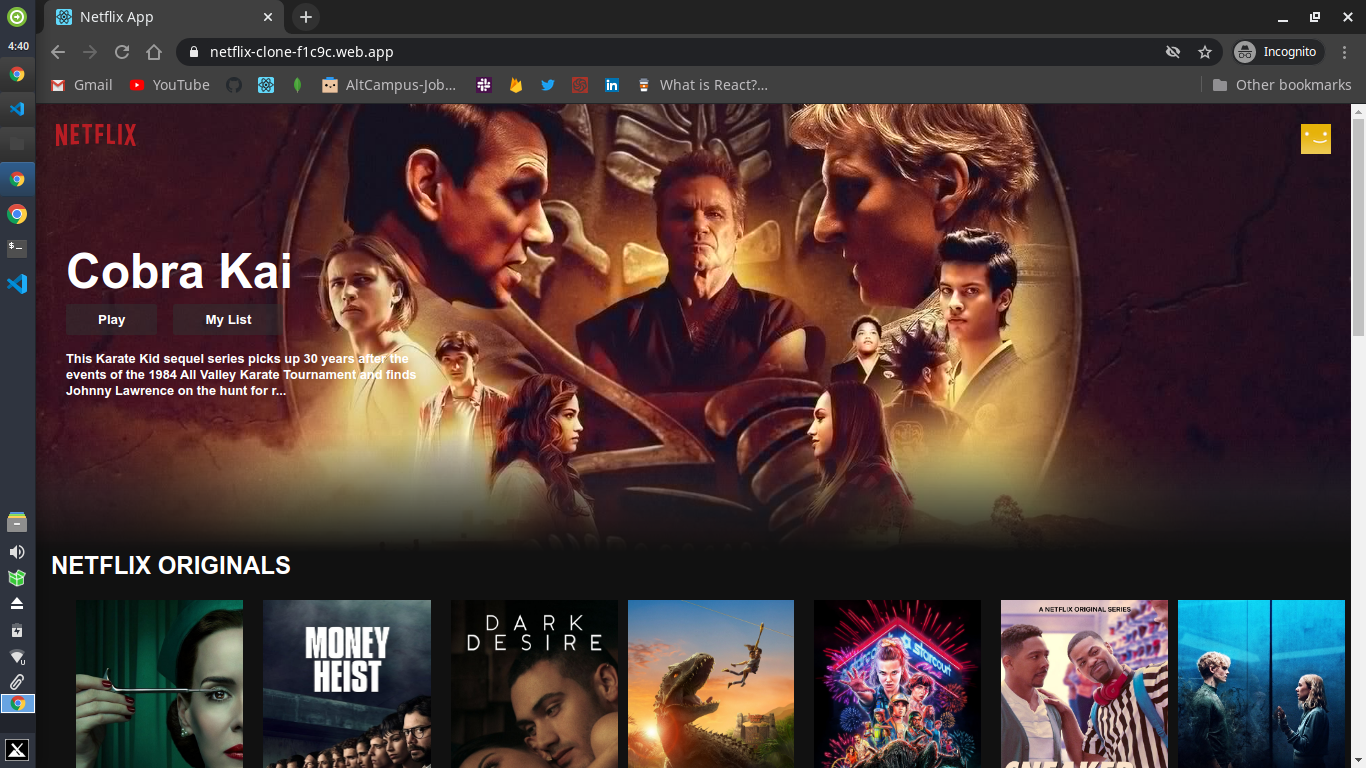 Netflix App
4:40
netflix-clone-f1c9c.web.app
Incognito
Gmail
YouTube
AltCampus-Job...
What is React?...
Other bookmarks
NETFLIX
Cobra Kai
Play
My List
This Karate Kid sequel series picks up 30 years after the
events of the 1984 All Valley Karate Tournament and finds
Johnny Lawrence on the hunt for r...
NETFLIX ORIGINALS
MONEY
HEIST
DARK
DESIRE
starcourt
A NETFLIX ORIGINAL SERIES